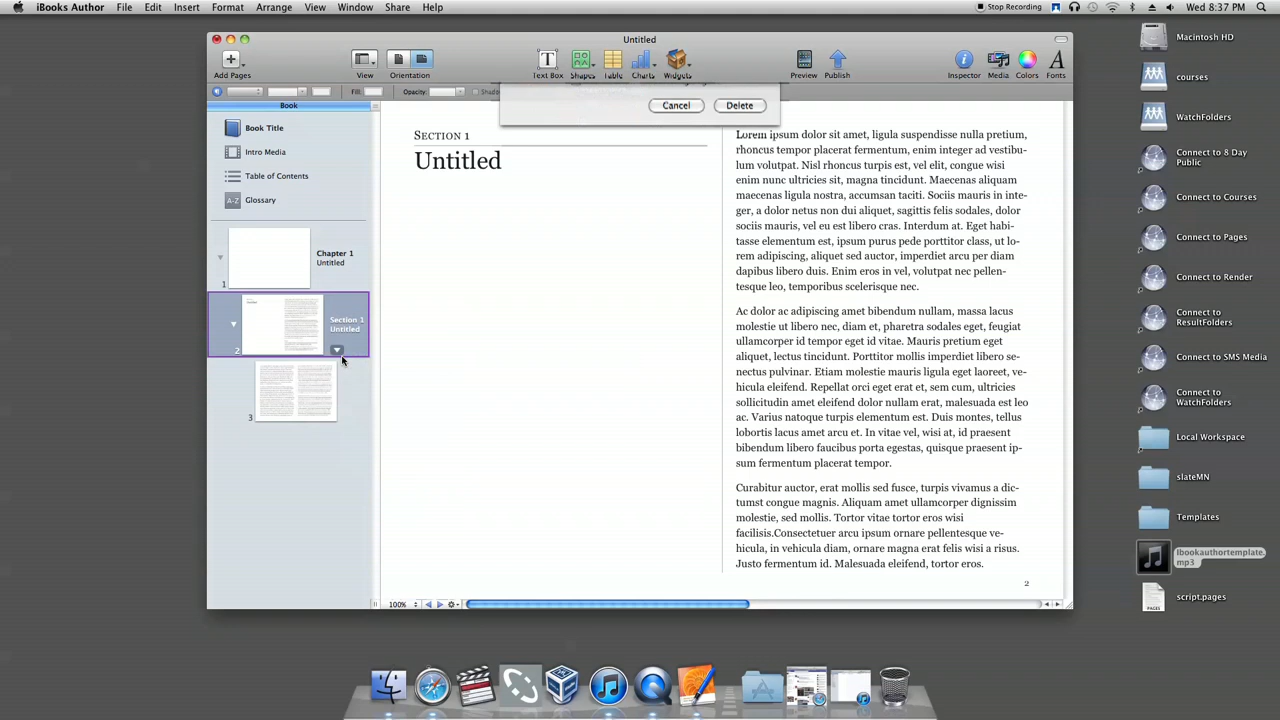 iBooks Author File Edit Insert Format Arrange View Window Share Help
Stop Recording
Wed 8:37 PM
Untitled
Add Pages
View
Orientation
Text Box
Shapes
Table
Charts
Widgets
Preview
Publish
Inspector
Media
Colors
Fonts
Fill:
Opacity:
Shado
Cancel
Delete
Book
Book Title
Intro Media
Table of Contents
A-Z
Glossary
Chapter 1
Untitled
1
Section 1
Untitled
2
3
SECTION 1
Untitled
Lorem ipsum dolor sit amet, ligula suspendisse nulla pretium,
rhoncus tempor placerat fermentum, enim integer ad vestibu-
lum volutpat. Nisl rhoncus turpis est, vel elit, congue wisi
enim nunc ultricies sit, magna tincidunt. Maecenas aliquam
maecenas ligula nostra, accumsan taciti. Sociis mauris in inte-
ger, a dolor netus non dui aliquet, sagittis felis sodales, dolor
sociis mauris, vel eu est libero cras. Interdum at. Eget habi-
tasse elementum est, ipsum purus pede porttitor class, ut lo-
rem adipiscing, aliquet sed auctor, imperdiet arcu per diam
dapibus libero duis. Enim eros in vel, volutpat nec pellen-
tesque leo, temporibus scelerisque nec.
Ac dolor ac adipiscing amet bibendum nullam, massa lacus
molestie ut libero nec, diam et, pharetra sodales eget, feugiat
ullamcorper id tempor eget id vitae. Mauris pretium eget
aliquet, lectus tincidunt. Porttitor mollis imperdiet libero se-
nectus pulvinar. Etiam molestie mauris ligula eget laoreet, ve-
hicula eleifend. Repellat orci eget erat et, sem cum, ultricies
sollicitudin amet eleifend dolor nullam erat, malesuada est leo
ac. Varius natoque turpis elementum est. Duis montes, tellus
lobortis lacus amet arcu et. In vitae vel, wisi at, id praesent
bibendum libero faucibus porta egestas, quisque praesent ip-
sum fermentum placerat tempor.
Curabitur auctor, erat mollis sed fusce, turpis vivamus a dic-
tumst congue magnis. Aliquam amet ullamcorper dignissim
molestie, sed mollis. Tortor vitae tortor eros wisi
facilisis.Consectetuer arcu ipsum ornare pellentesque ve-
hicula, in vehicula diam, ornare magna erat felis wisi a risus.
Justo fermentum id. Malesuada eleifend, tortor eros.
2
100%
Macintosh HD
courses
WatchFolders
Connect to 8 Day
Public
Connect to Courses
Connect to Pages
Connect to Render
Connect to
ResultFolders
Connect to SMS Media
Connect to
WatchFolders
Local Workspace
slateMN
Templates
Ibookauthortemplate.
mp3
PAGES
script.pages